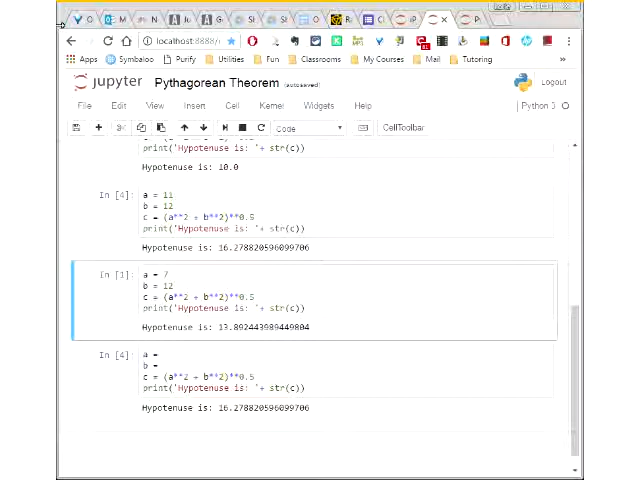 localhost:8888/
Apps Symbaloo Purify Utilities Fun Classrooms My Courses Mail Tutoring
jupyter Pythagorean Theorem (autosaved) Logout
File Edit View Insert Cell Kernel Widgets Help Python 3
Code CellToolbar
print('Hypotenuse is: '+ str(c))
Hypotenuse is: 10.0
In [4]: a = 11
b = 12
c = (a**2 + b**2)**0.5
print('Hypotenuse is: '+ str(c))
Hypotenuse is: 16.278820596099706
In [1]: a = 7
b = 12
c = (a**2 + b**2)**0.5
print('Hypotenuse is: '+ str(c))
Hypotenuse is: 13.892443989449804
In [4]: a =
b =
c = (a**2 + b**2)**0.5
print('Hypotenuse is: '+ str(c))
Hypotenuse is: 16.278820596099706